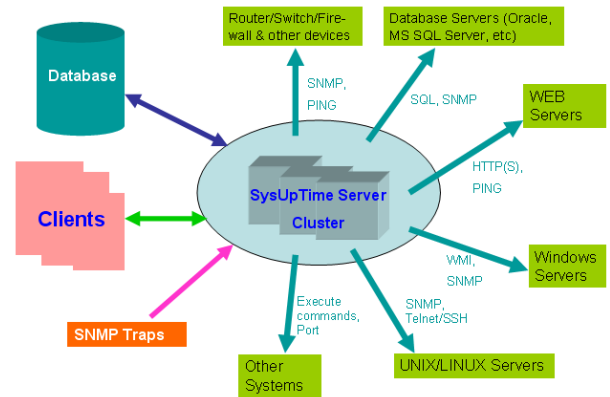 Router/Switch/Fire-
wall & other devices
Database Servers (Oracle,
MS SQL Server, etc)
Database
SNMP,
PING
SQL, SNMP
WEB
Servers
HTTP(S),
PING
SysUpTime Server
Cluster
Clients
WMI,
SNMP
Windows
Servers
SNMP Traps
Execute
commands,
Port
SNMP,
Telnet/SSH
Other
Systems
UNIX/LINUX Servers